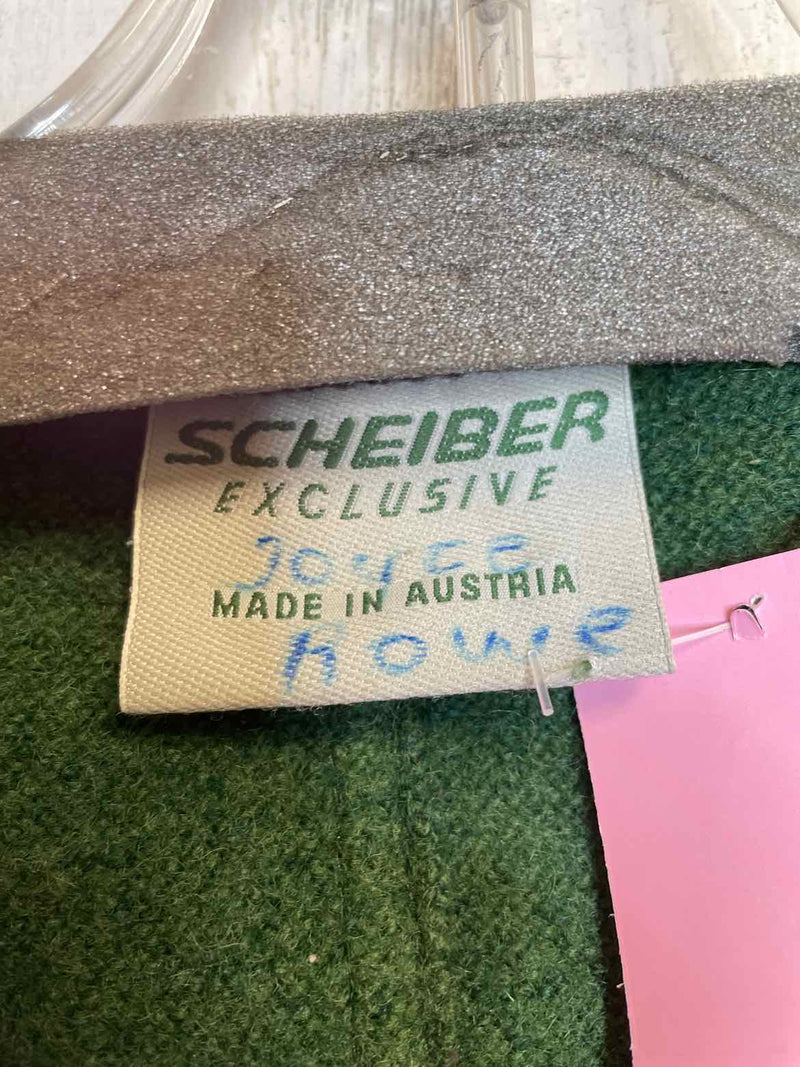 SCHEIBER
EXCLUSIVE
JOYCE
MADE IN AUSTRIA
Howe